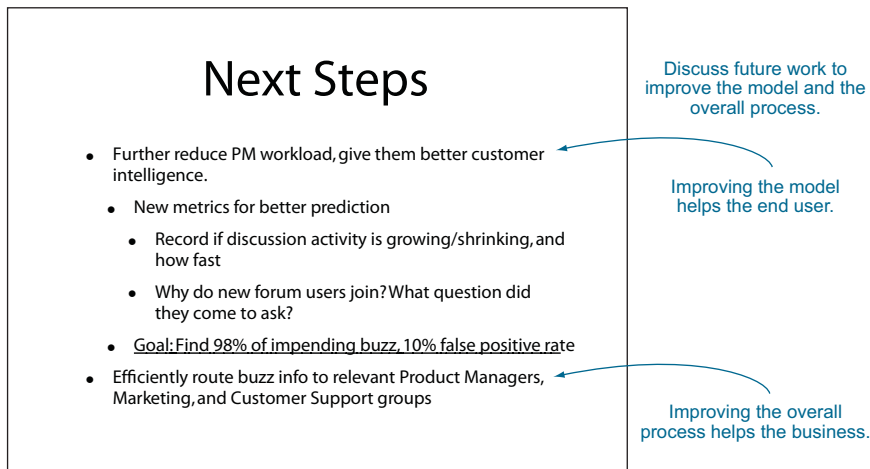 Next Steps
• Further reduce PM workload, give them better customer
intelligence.
• New metrics for better prediction
• Record if discussion activity is growing/shrinking, and
how fast
• Why do new forum users join? What question did
they come to ask?
• Goal: Find 98% of impending buzz, 10% false positive rate
• Efficiently route buzz info to relevant Product Managers,
Marketing, and Customer Support groups
Discuss future work to
improve the model and the
overall process.
Improving the model
helps the end user.
Improving the overall
process helps the business.